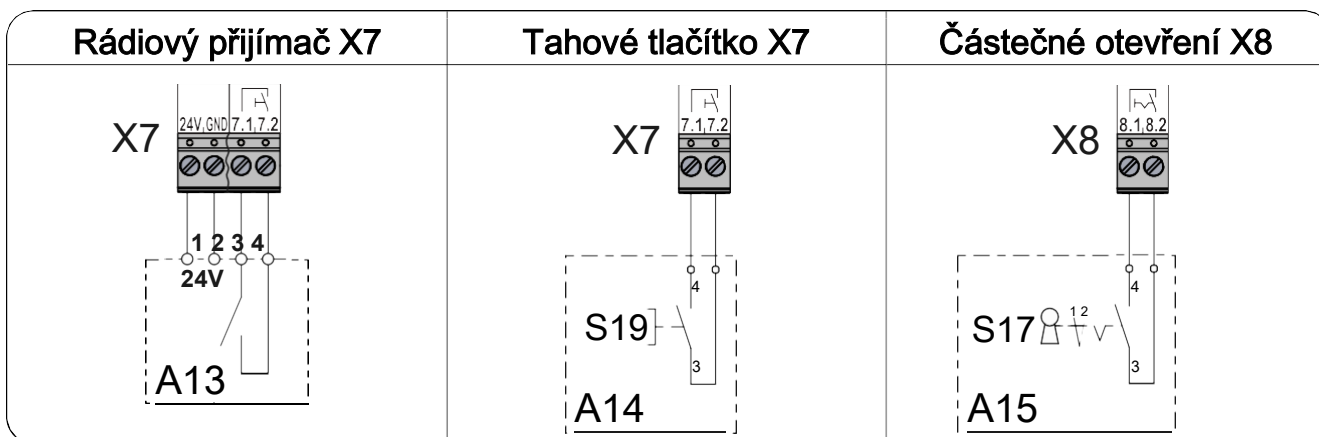 Rádiový přijímač X7
24V, GND 7.1, 7.2
X7
1 2 3 4
24V
A13
Tahové tlačítko X7
7.1, 7.2
X7
4
S19
3
A14
Částečné otevření X8
8.1, 8.2
X8
4
1 2
S17
3
A15